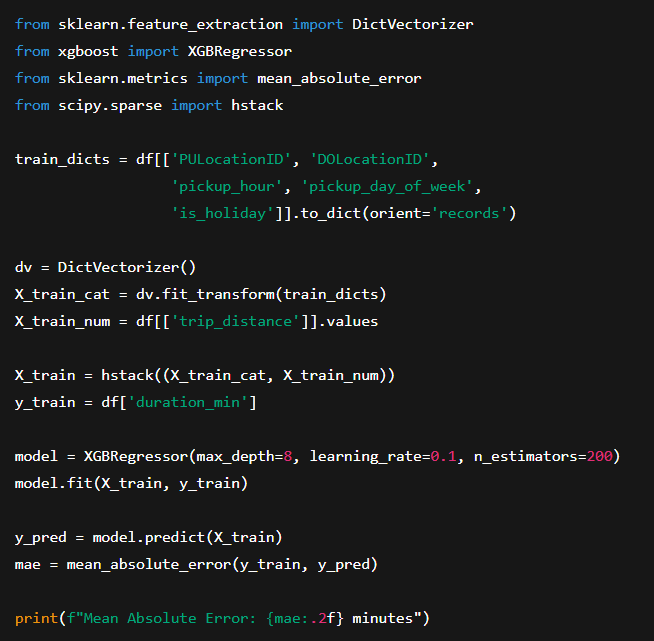 from sklearn.feature_extraction import DictVectorizer
from xgboost import XGBRegressor
from sklearn.metrics import mean_absolute_error
from scipy.sparse import hstack

train_dicts = df[['PULocationID', 'DOLocationID',
                  'pickup_hour', 'pickup_day_of_week',
                  'is_holiday']].to_dict(orient='records')

dv = DictVectorizer()
X_train_cat = dv.fit_transform(train_dicts)
X_train_num = df[['trip_distance']].values

X_train = hstack((X_train_cat, X_train_num))
y_train = df['duration_min']

model = XGBRegressor(max_depth=8, learning_rate=0.1, n_estimators=200)
model.fit(X_train, y_train)

y_pred = model.predict(X_train)
mae = mean_absolute_error(y_train, y_pred)

print(f"Mean Absolute Error: {mae:.2f} minutes")